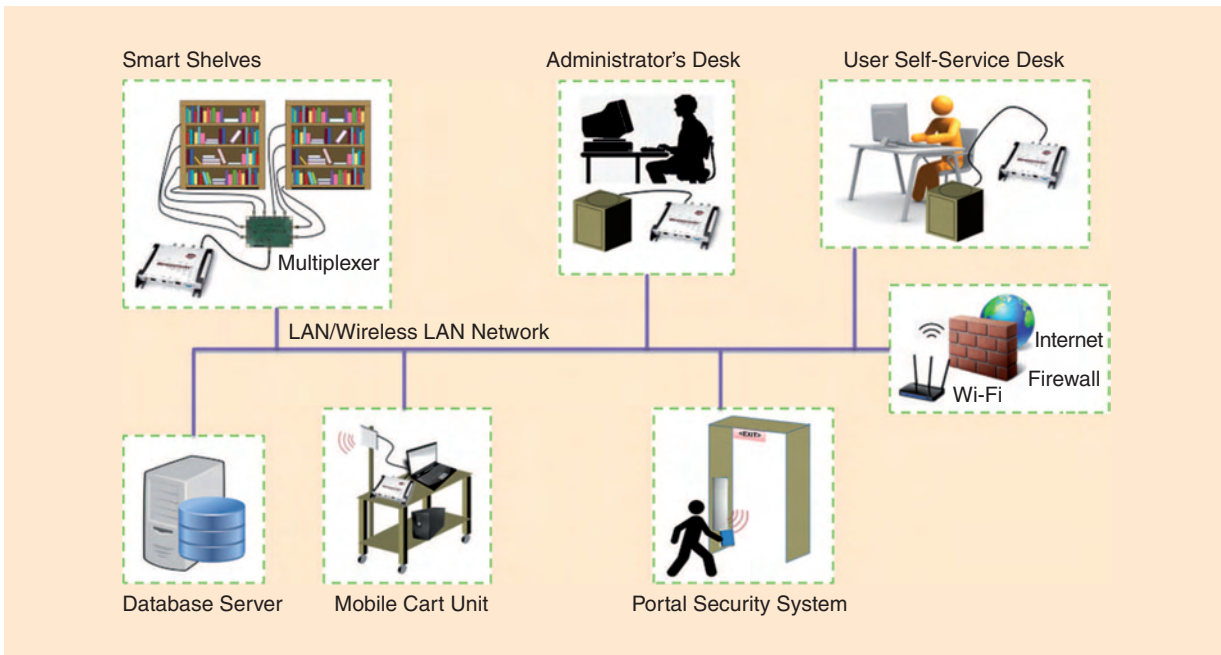 Smart Shelves
Administrator's Desk
User Self-Service Desk
Multiplexer
LAN/Wireless LAN Network
Internet
Firewall
Wi-Fi
<EXIT>
Database Server
Mobile Cart Unit
Portal Security System